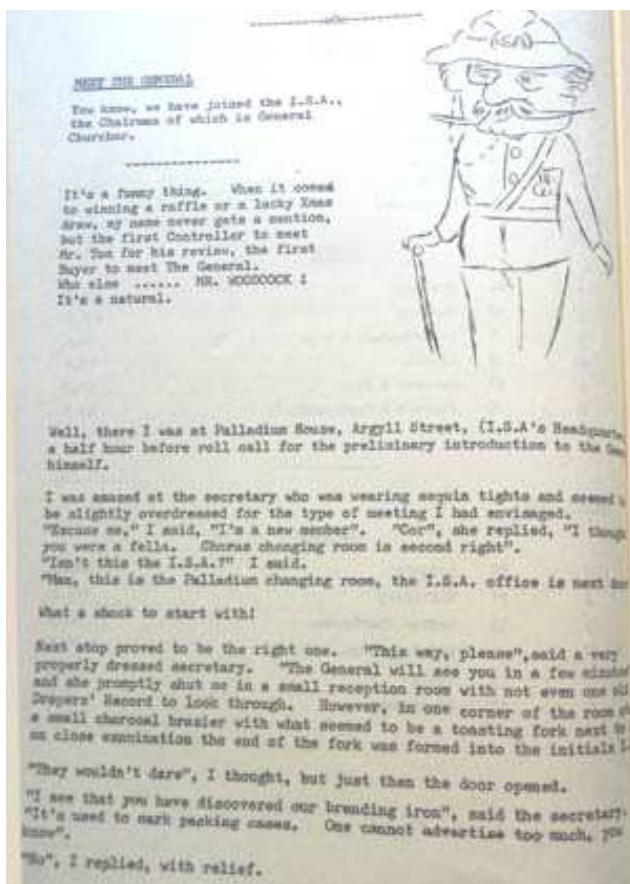 MEET THE GENERAL
You know, we have joined the I.S.A.,
the Chairman of which is General
Churcher.
It's a funny thing. When it comes
to winning a raffle or a lucky Xmas
draw, my name never gets a mention,
but the first Controller to meet
Mr. Tom for his review, the first
Buyer to meet The General.
Who else ...... MR. WOODCOCK !
It's a natural.
Well, there I was at Palladium House, Argyll Street, (I.S.A's
a half hour before roll call for the preliminary introduction to the
himself.
I was amazed at the secretary who was wearing sequin tights and seemed
be slightly overdressed for the type of meeting I had envisaged.
"Excuse me," I said, "I'm a new member". "Cor", she replied, "I
you were a fella. Chorus changing room is second right".
"Isn't this the I.S.A.?" I said.
"Man, this is the Palladium changing room, the I.S.A. office is next
What a shock to start with!
Next stop proved to be the right one. "This way, please",said a very
properly dressed secretary. "The General will see you in a few
and she promptly shut me in a small reception room with not even one
Drapers' Record to look through. However, in one corner of the room
a small charcoal brazier with what seemed to be a toasting fork next
on close examination the end of the fork was formed into the initials
"They wouldn't dare", I thought, but just then the door opened.
"I see that you have discovered our branding iron", said the secretary.
"It's used to mark packing cases. One cannot advertise too much, you
know".
"No", I replied, with relief.